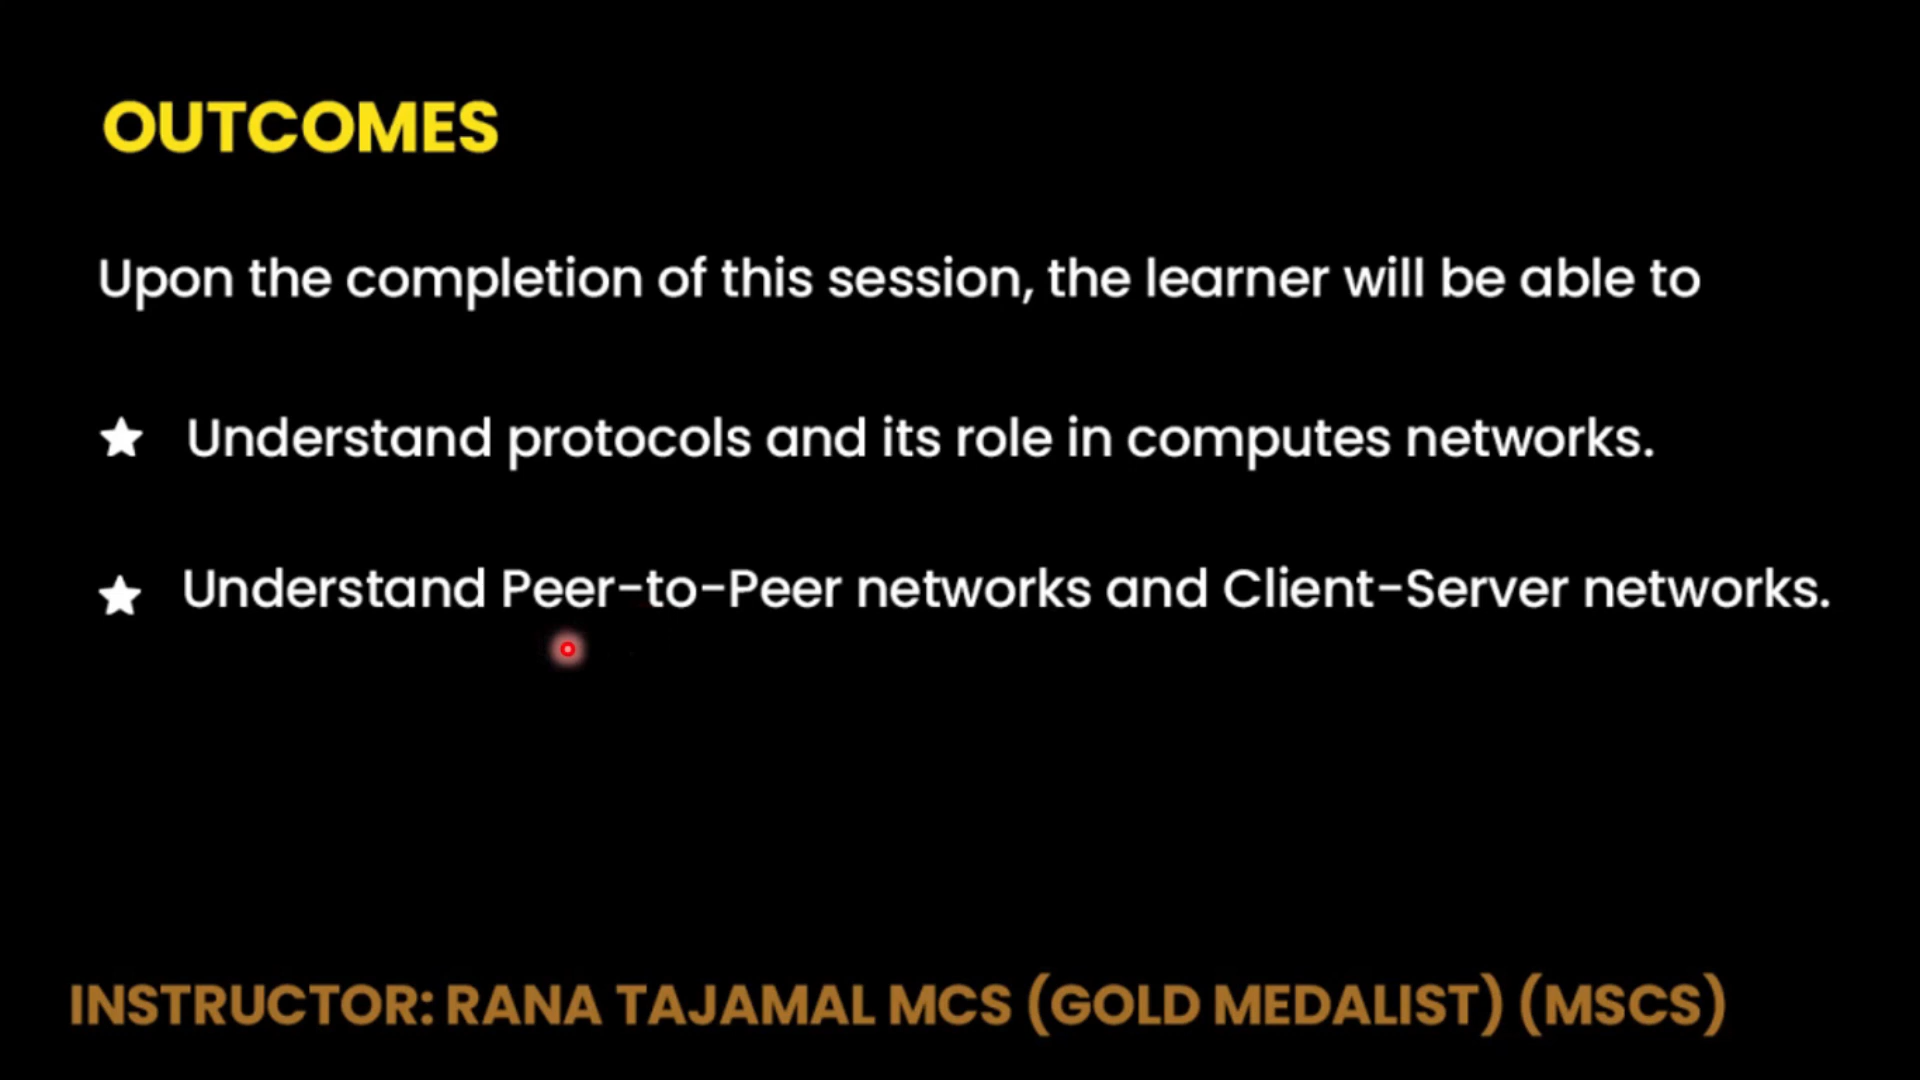 OUTCOMES
Upon the completion of this session, the learner will be able to
Understand protocols and its role in computes networks.
Understand Peer-to-Peer networks and Client-Server networks.
INSTRUCTOR: RANA TAJAMAL MCS (GOLD MEDALIST) (MSCS)